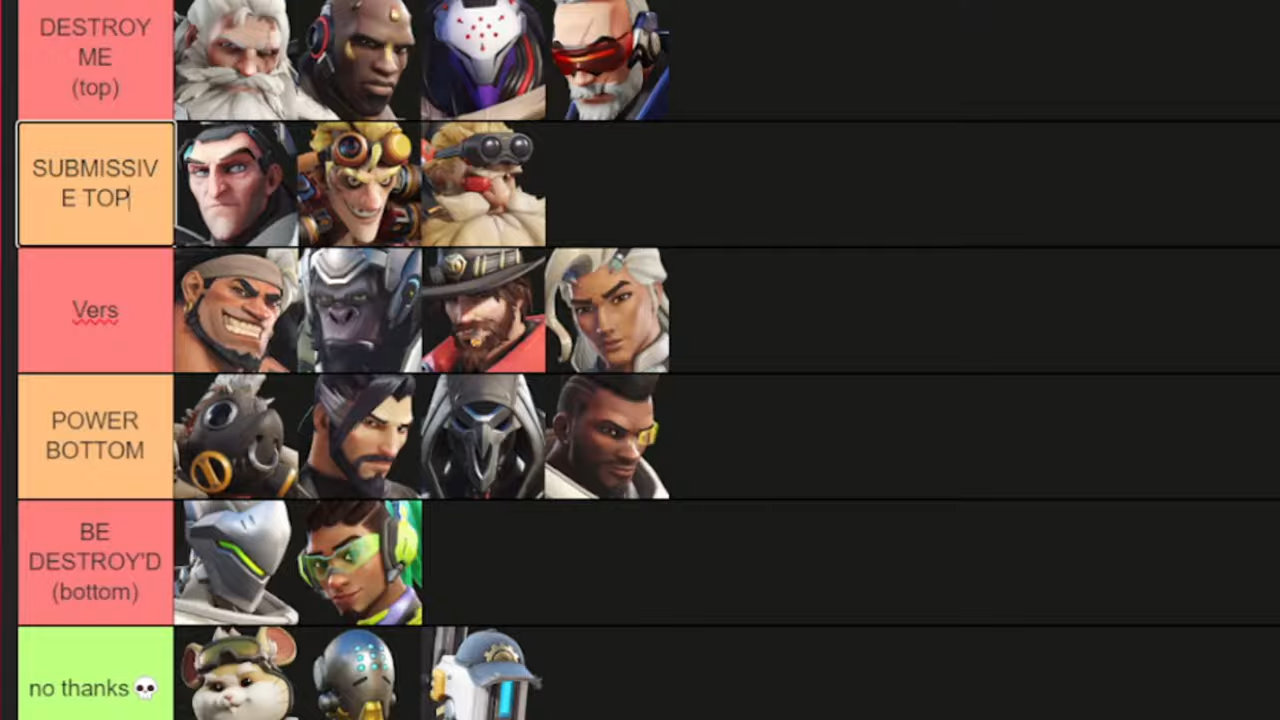 DESTROY
ME
(top)
SUBMISSIV
E TOP
Vers
POWER
BOTTOM
BE
DESTROY'D
(bottom)
no thanks💀